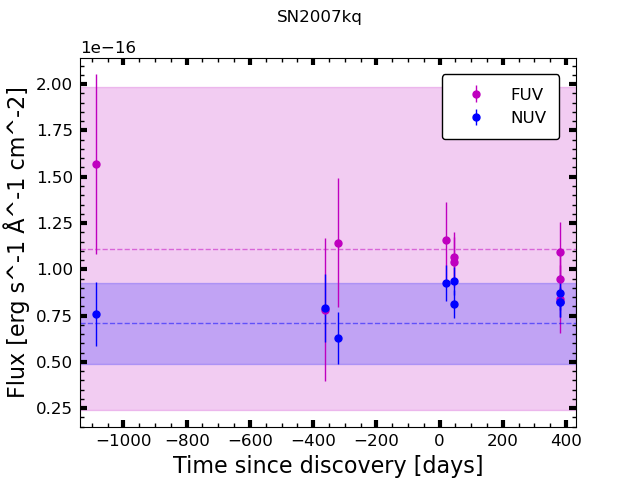 SN2007kq
1e−16
2.00
1.75
1.50
1.25
1.00
0.75
0.50
0.25
Flux [erg s^-1 Å^-1 cm^-2]
FUV
NUV
−1000 −800 −600 −400 −200 0 200 400
Time since discovery [days]